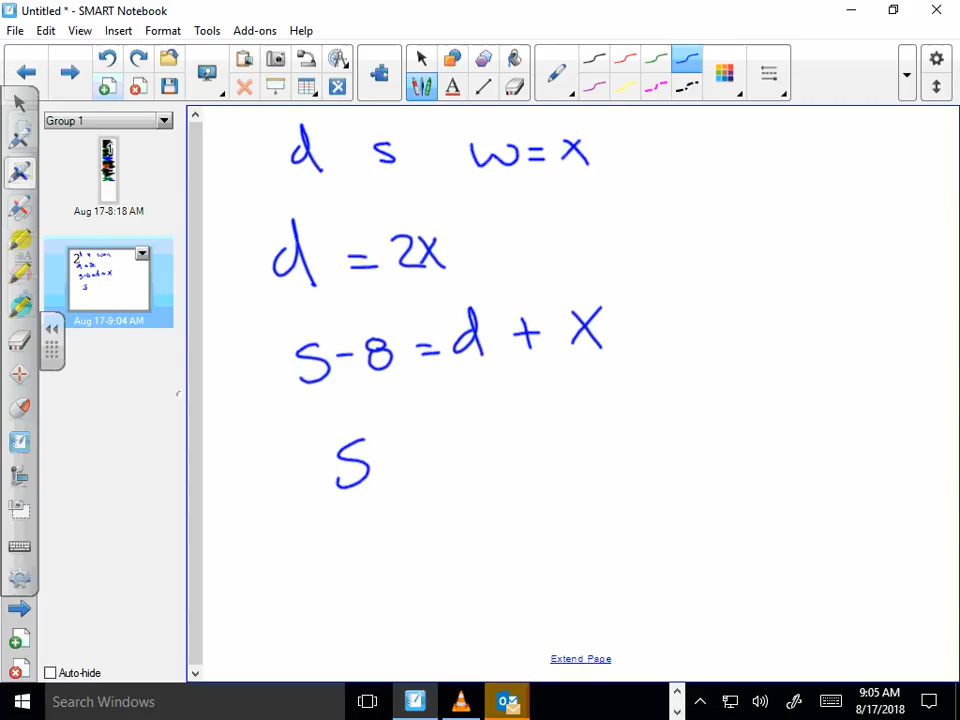 Untitled * - SMART Notebook
File Edit View Insert Format Tools Add-ons Help
Group 1
1
Aug 17-8:18 AM
2
Aug 17-9:04 AM
d s w = x
d = 2x
s - 8 = d + x
S
Extend Page
Auto-hide
Search Windows
9:05 AM
8/17/2018